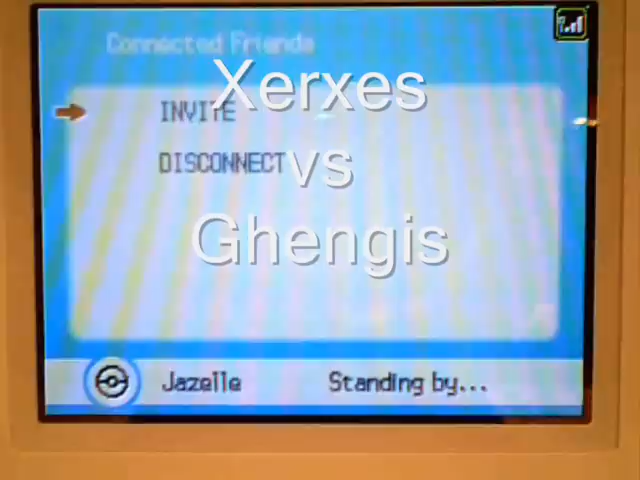 Connected Friends
Xerxes
INVITE
vs
DISCONNECT
Ghengis
Jazelle Standing by...